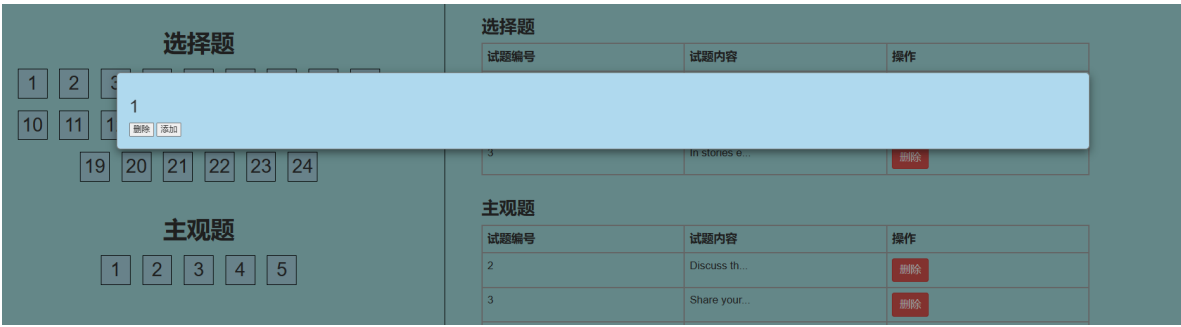 选择题
1 2 3
10 11 1
19 20 21 22 23 24
主观题
1 2 3 4 5
选择题
试题编号 试题内容 操作
1
删除 添加
3 In stories e... 删除
主观题
试题编号 试题内容 操作
2 Discuss th... 删除
3 Share your... 删除